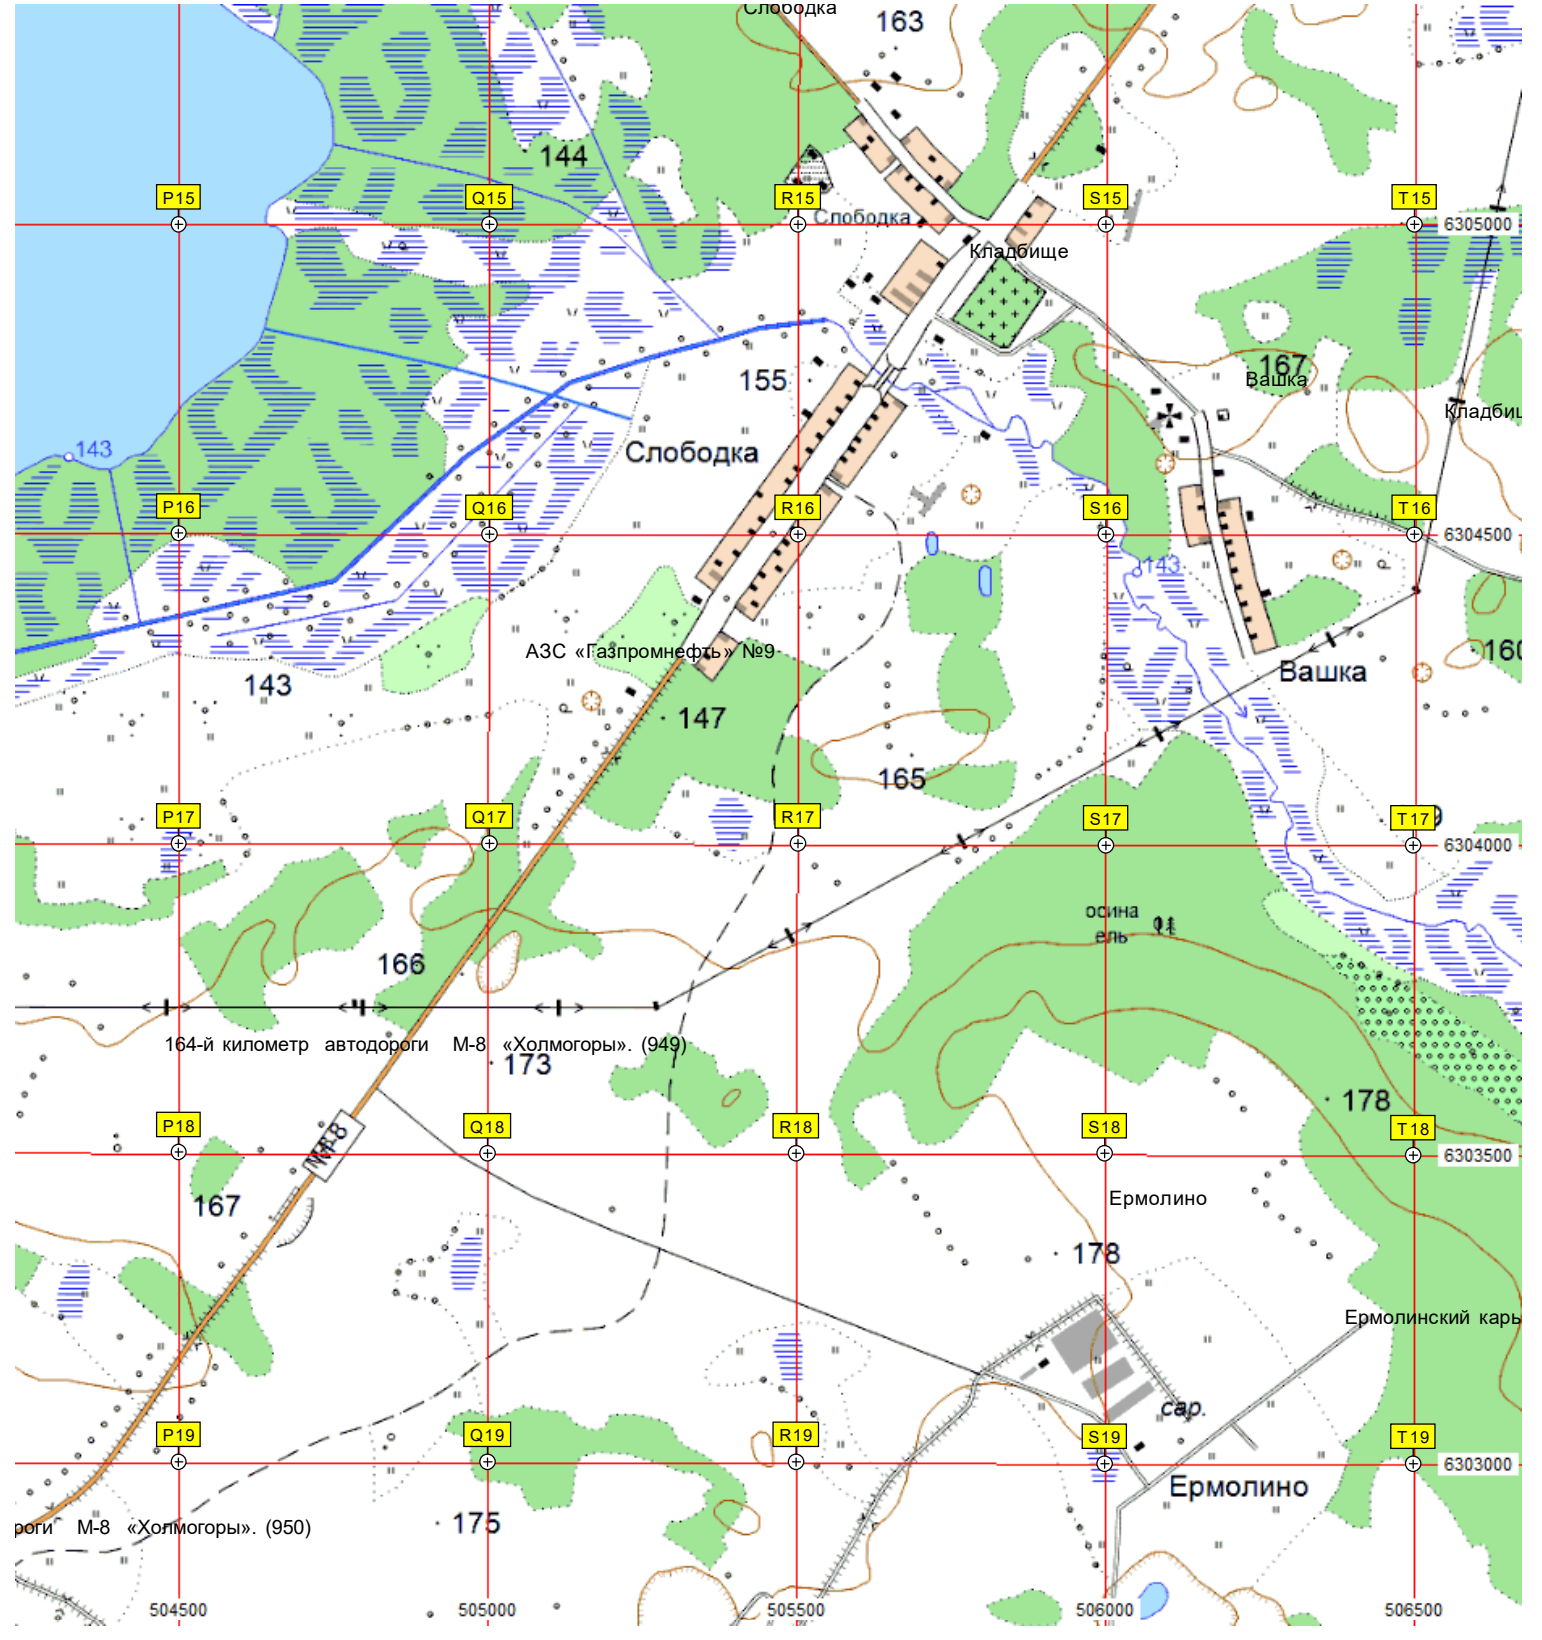 Слободка
163
144
P15
Q15
R15
S15
T15
Слободка
6305000
Кладбище
155
167
Вашка
Кладбищ
143
Слободка
P16
Q16
R16
S16
T16
6304500
143
АЗС «Газпромнефть» №9
160
Вашка
143
147
165
P17
Q17
R17
S17
T17
6304000
осина
ель
166
164-й километр автодороги М-8 «Холмогоры». (949)
173
178
P18
Q18
R18
S18
T18
М-8
6303500
167
Ермолино
178
Ермолинский карь
сар.
P19
Q19
R19
S19
T19
6303000
Ермолино
175
роги М-8 «Холмогоры». (950)
504500
505000
505500
506000
506500